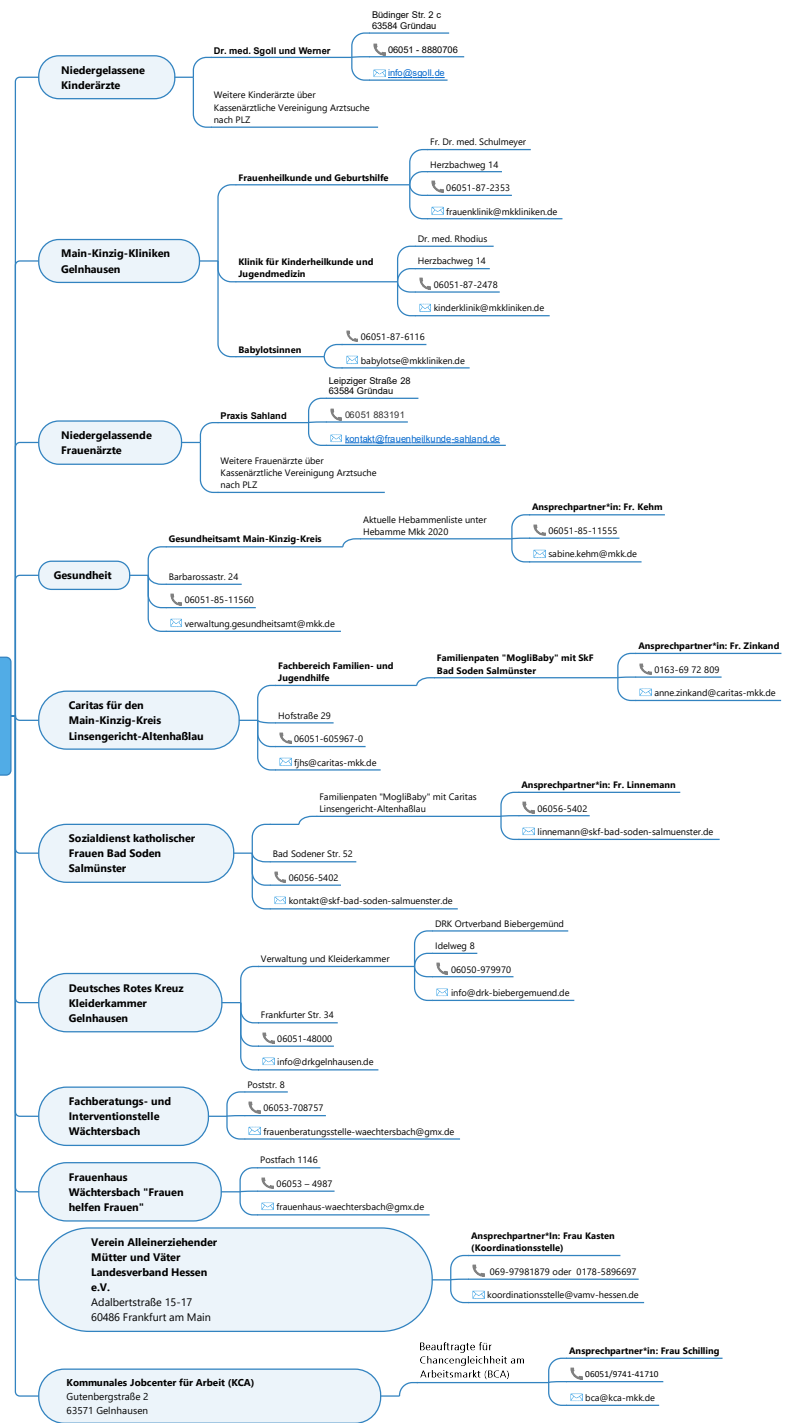 Niedergelassene
Kinderärzte
Dr. med. Sgoll und Werner
Büdinger Str. 2 c
63584 Gründau
06051 - 8880706
info@sgoll.de
Weitere Kinderärzte über
Kassenärztliche Vereinigung Arztsuche
nach PLZ
Main-Kinzig-Kliniken
Gelnhausen
Frauenheilkunde und Geburtshilfe
Fr. Dr. med. Schulmeyer
Herzbachweg 14
06051-87-2353
frauenklinik@mkkliniken.de
Klinik für Kinderheilkunde und
Jugendmedizin
Dr. med. Rhodius
Herzbachweg 14
06051-87-2478
kinderklinik@mkkliniken.de
Babylotsinnen
06051-87-6116
babylotse@mkkliniken.de
Niedergelassende
Frauenärzte
Praxis Sahland
Leipziger Straße 28
63584 Gründau
06051 883191
kontakt@frauenheilkunde-sahland.de
Weitere Frauenärzte über
Kassenärztliche Vereinigung Arztsuche
nach PLZ
Gesundheit
Gesundheitsamt Main-Kinzig-Kreis
Aktuelle Hebammenliste unter
Hebamme Mkk 2020
Ansprechpartner*in: Fr. Kehm
06051-85-11555
sabine.kehm@mkk.de
Barbarossastr. 24
06051-85-11560
verwaltung.gesundheitsamt@mkk.de
Caritas für den
Main-Kinzig-Kreis
Linsengericht-Altenhaßlau
Fachbereich Familien- und
Jugendhilfe
Familienpaten "MogliBaby" mit SkF
Bad Soden Salmünster
Ansprechpartner*in: Fr. Zinkand
0163-69 72 809
anne.zinkand@caritas-mkk.de
Hofstraße 29
06051-605967-0
fjhs@caritas-mkk.de
Sozialdienst katholischer
Frauen Bad Soden
Salmünster
Familienpaten "MogliBaby" mit Caritas
Linsengericht-Altenhaßlau
Ansprechpartner*in: Fr. Linnemann
06056-5402
linnemann@skf-bad-soden-salmuenster.de
Bad Sodener Str. 52
06056-5402
kontakt@skf-bad-soden-salmuenster.de
Deutsches Rotes Kreuz
Kleiderkammer
Gelnhausen
Verwaltung und Kleiderkammer
DRK Ortverband Biebergemünd
Idelweg 8
06050-979970
info@drk-biebergemuend.de
Frankfurter Str. 34
06051-48000
info@drkgelnhausen.de
Fachberatungs- und
Interventionstelle
Wächtersbach
Poststr. 8
06053-708757
frauenberatungsstelle-waechtersbach@gmx.de
Frauenhaus
Wächtersbach "Frauen
helfen Frauen"
Postfach 1146
06053 – 4987
frauenhaus-waechtersbach@gmx.de
Verein Alleinerziehender
Mütter und Väter
Landesverband Hessen
e.V.
Adalbertstraße 15-17
60486 Frankfurt am Main
Ansprechpartner*In: Frau Kasten
(Koordinationsstelle)
069-97981879 oder 0178-5896697
koordinationsstelle@vamv-hessen.de
Kommunales Jobcenter für Arbeit (KCA)
Gutenbergstraße 2
63571 Gelnhausen
Beauftragte für
Chancengleichheit am
Arbeitsmarkt (BCA)
Ansprechpartner*in: Frau Schilling
06051/9741-41710
bca@kca-mkk.de